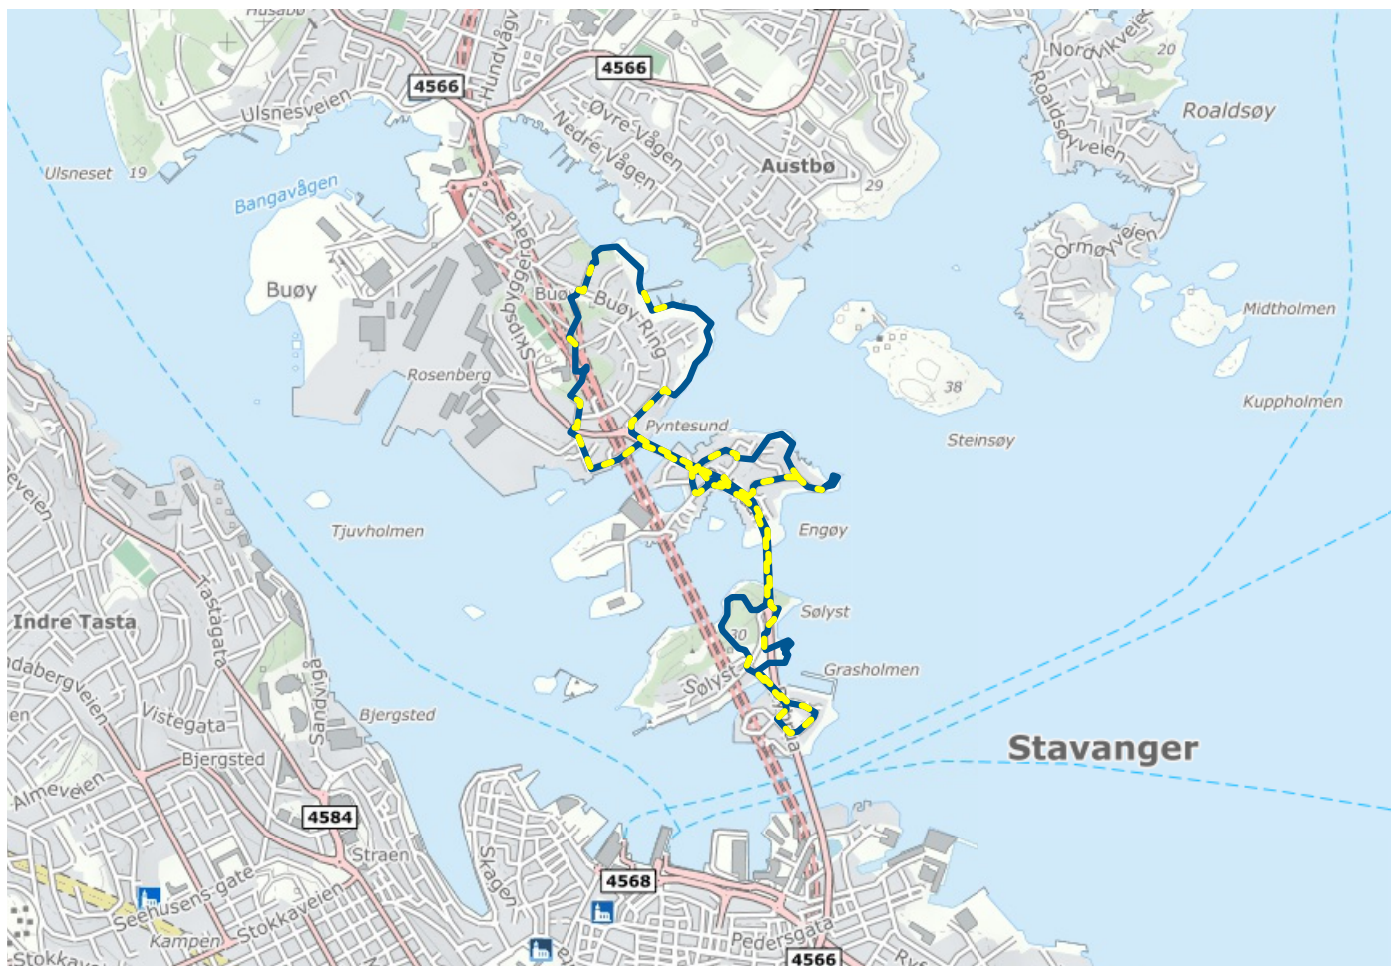 Husabø
Hundvågv
Nordvikveien
20
4566
4566
Roaldsøy
Ulsnesveien
Øvre-Vågen
Roaldsøyveien
Nedre-Vågen
Austbø
Ulsneset 19
29
Bangavågen
Skipsbyggergata
Ormøyveien
Buøy
Buøy-Ring
Midtholmen
Rosenberg
38
Kuppholmen
Pyntesund
Steinsøy
Tjuvholmen
Engøy
Tastagata
Indre Tasta
Sølyst
30
Grasholmen
Sølyst
Sandvigå
Vistegata
Bjergsted
Stavanger
Bjergsted
Almeveien
4584
Straen
Skagen
4568
Seehusens-gate
Stokkaveien
Kampen
Pedersgata
4566
Stokkaveien